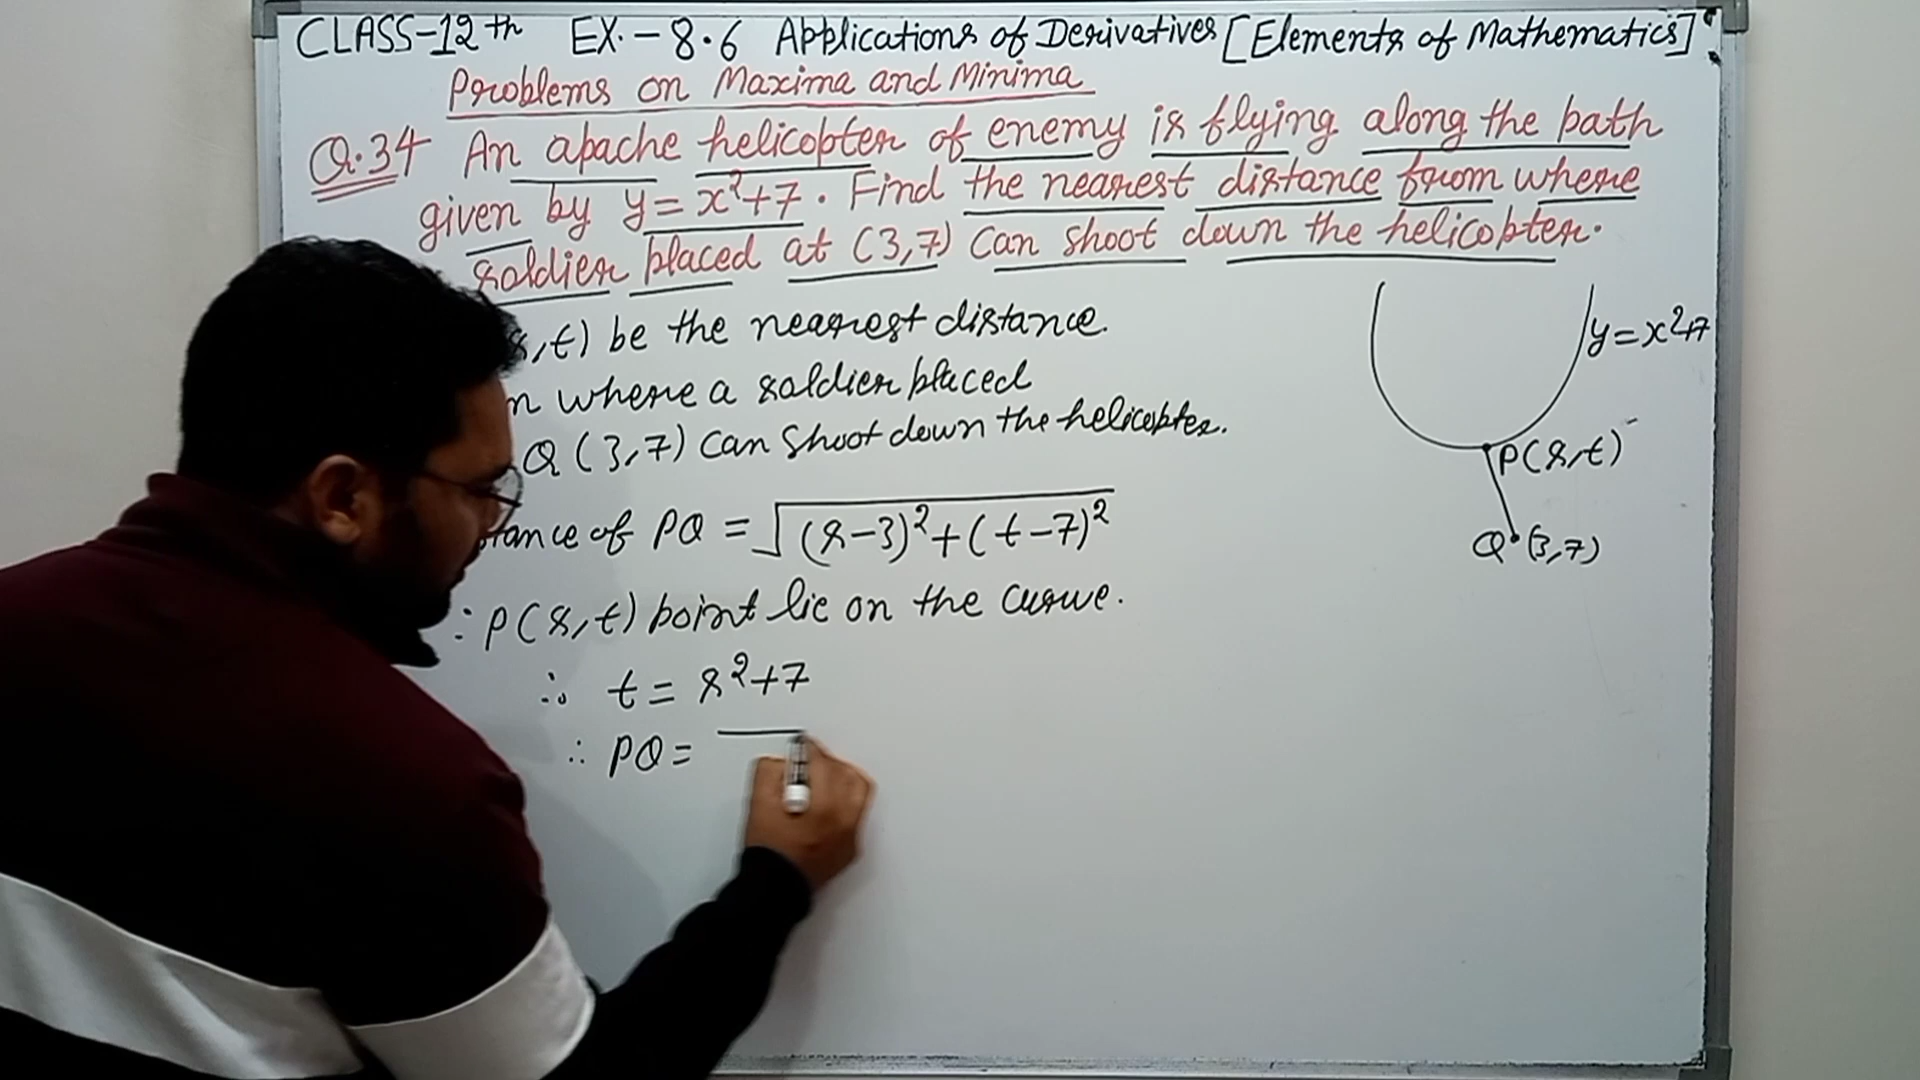 CLASS-12th EX.-8.6 Applications of Derivatives [Elements of Mathematics]
Problems on Maxima and Minima
Q.34 An apache helicopter of enemy is flying along the path
given by y=x²+7. Find the nearest distance from where
soldier placed at (3,7) can shoot down the helicopter.
s,t) be the nearest distance.
n where a soldier placed
Q (3,7) can shoot down the helicopter.
tance of PQ = √(s-3)²+(t-7)²
∵ P(s,t) point lie on the curve.
∴ t = s²+7
∴ PQ =
y=x²+7
P(s,t)
Q (3,7)